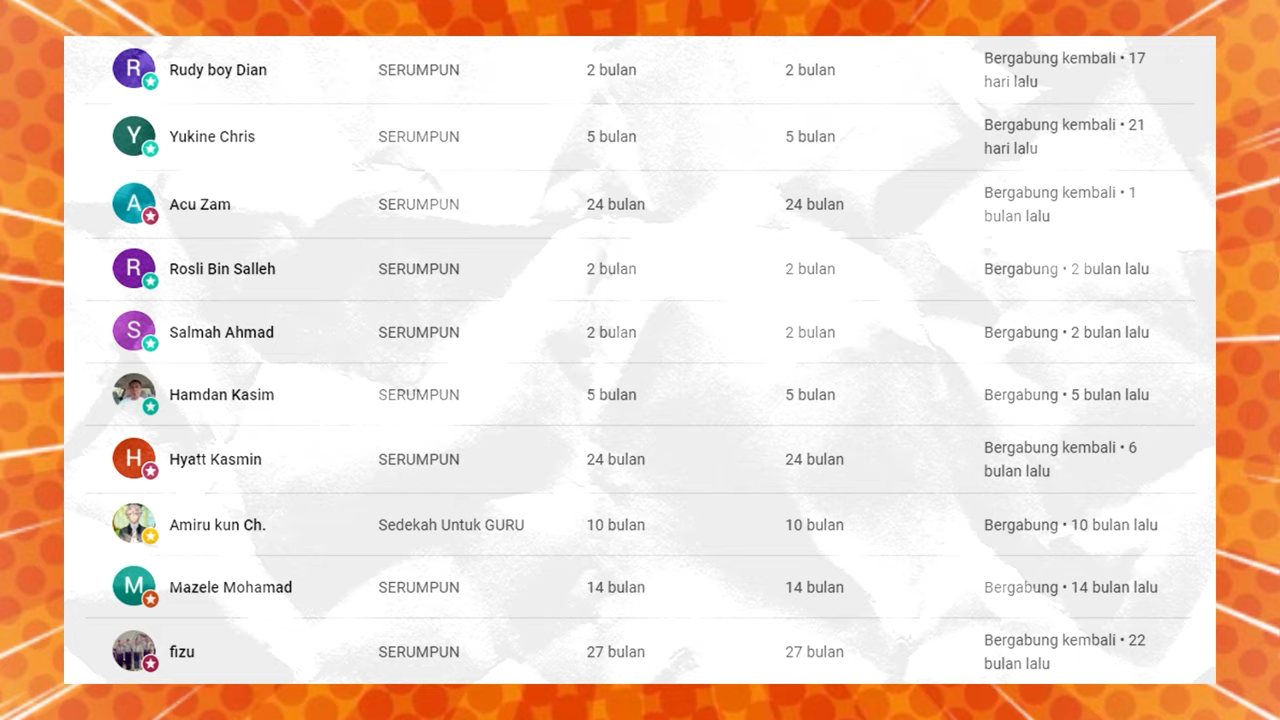 R Rudy boy Dian SERUMPUN 2 bulan 2 bulan Bergabung kembali • 17
hari lalu
Y Yukine Chris SERUMPUN 5 bulan 5 bulan Bergabung kembali • 21
hari lalu
A Acu Zam SERUMPUN 24 bulan 24 bulan Bergabung kembali • 1
bulan lalu
R Rosli Bin Salleh SERUMPUN 2 bulan 2 bulan Bergabung • 2 bulan lalu
S Salmah Ahmad SERUMPUN 2 bulan 2 bulan Bergabung • 2 bulan lalu
Hamdan Kasim SERUMPUN 5 bulan 5 bulan Bergabung • 5 bulan lalu
H Hyatt Kasmin SERUMPUN 24 bulan 24 bulan Bergabung kembali • 6
bulan lalu
Amiru kun Ch. Sedekah Untuk GURU 10 bulan 10 bulan Bergabung • 10 bulan lalu
M Mazele Mohamad SERUMPUN 14 bulan 14 bulan Bergabung • 14 bulan lalu
fizu SERUMPUN 27 bulan 27 bulan Bergabung kembali • 22
bulan lalu